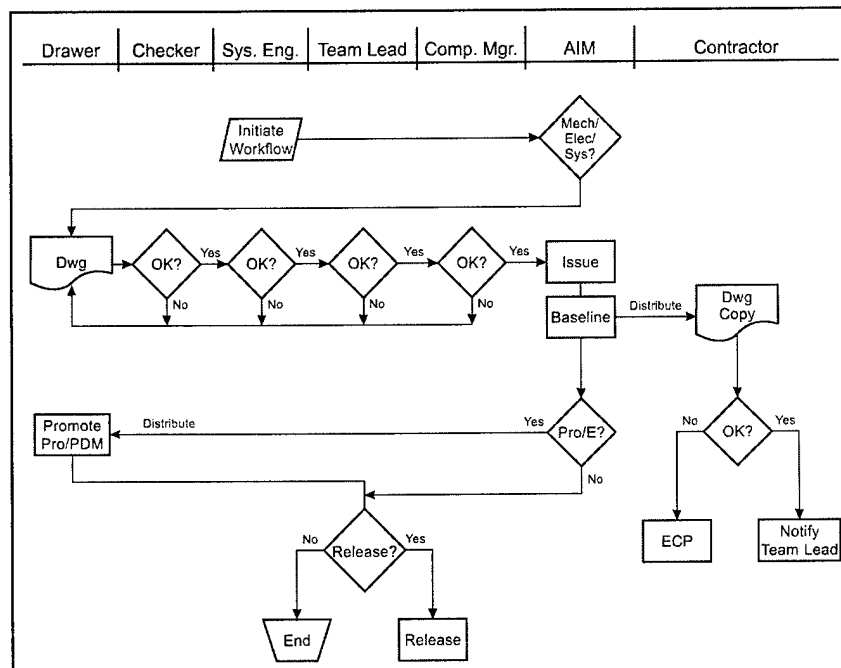 Drawer Checker Sys. Eng. Team Lead Comp. Mgr. AIM Contractor
Initiate
Workflow
Mech/
Elec/
Sys?
Dwg
OK?
Yes
OK?
Yes
OK?
Yes
OK?
Yes
Issue
No
No
No
No
Baseline
Distribute
Dwg
Copy
Promote
Pro/PDM
Distribute
Yes
Pro/E?
No
No
OK?
Yes
No
Release?
Yes
ECP
Notify
Team Lead
End
Release